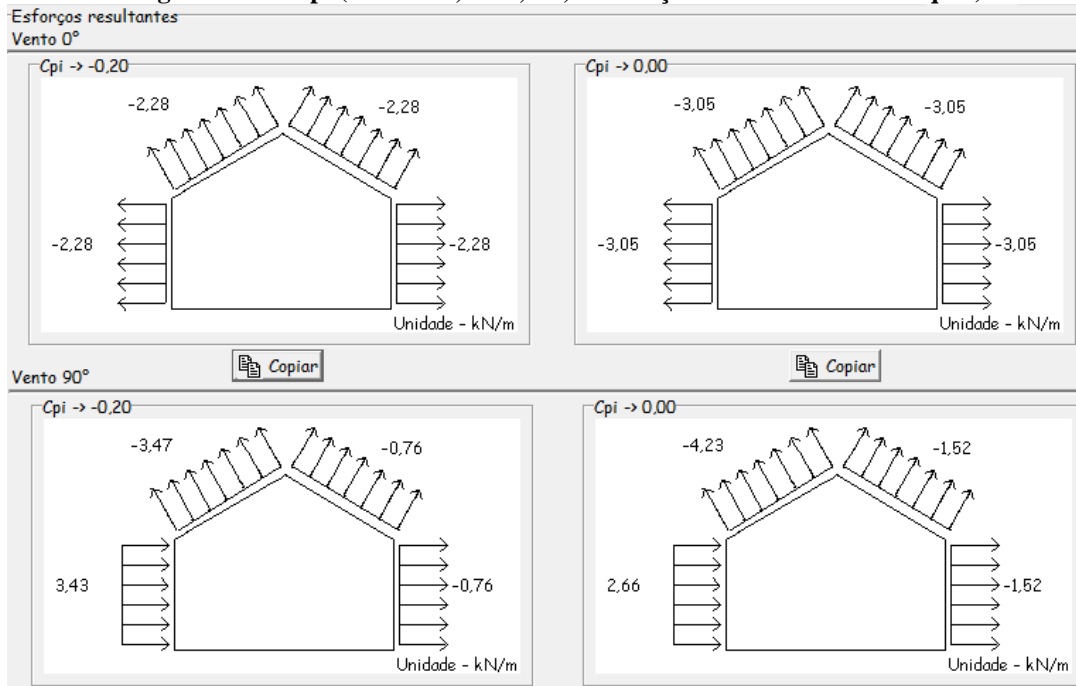 Esforços resultantes
Vento 0°
Cpi -> -0,20
-2,28
-2,28
-2,28
-2,28
Unidade - kN/m
Copiar
Cpi -> 0,00
-3,05
-3,05
-3,05
-3,05
Unidade - kN/m
Copiar
Vento 90°
Cpi -> -0,20
-3,47
-0,76
3,43
-0,76
Unidade - kN/m
Cpi -> 0,00
-4,23
-1,52
2,66
-1,52
Unidade - kN/m